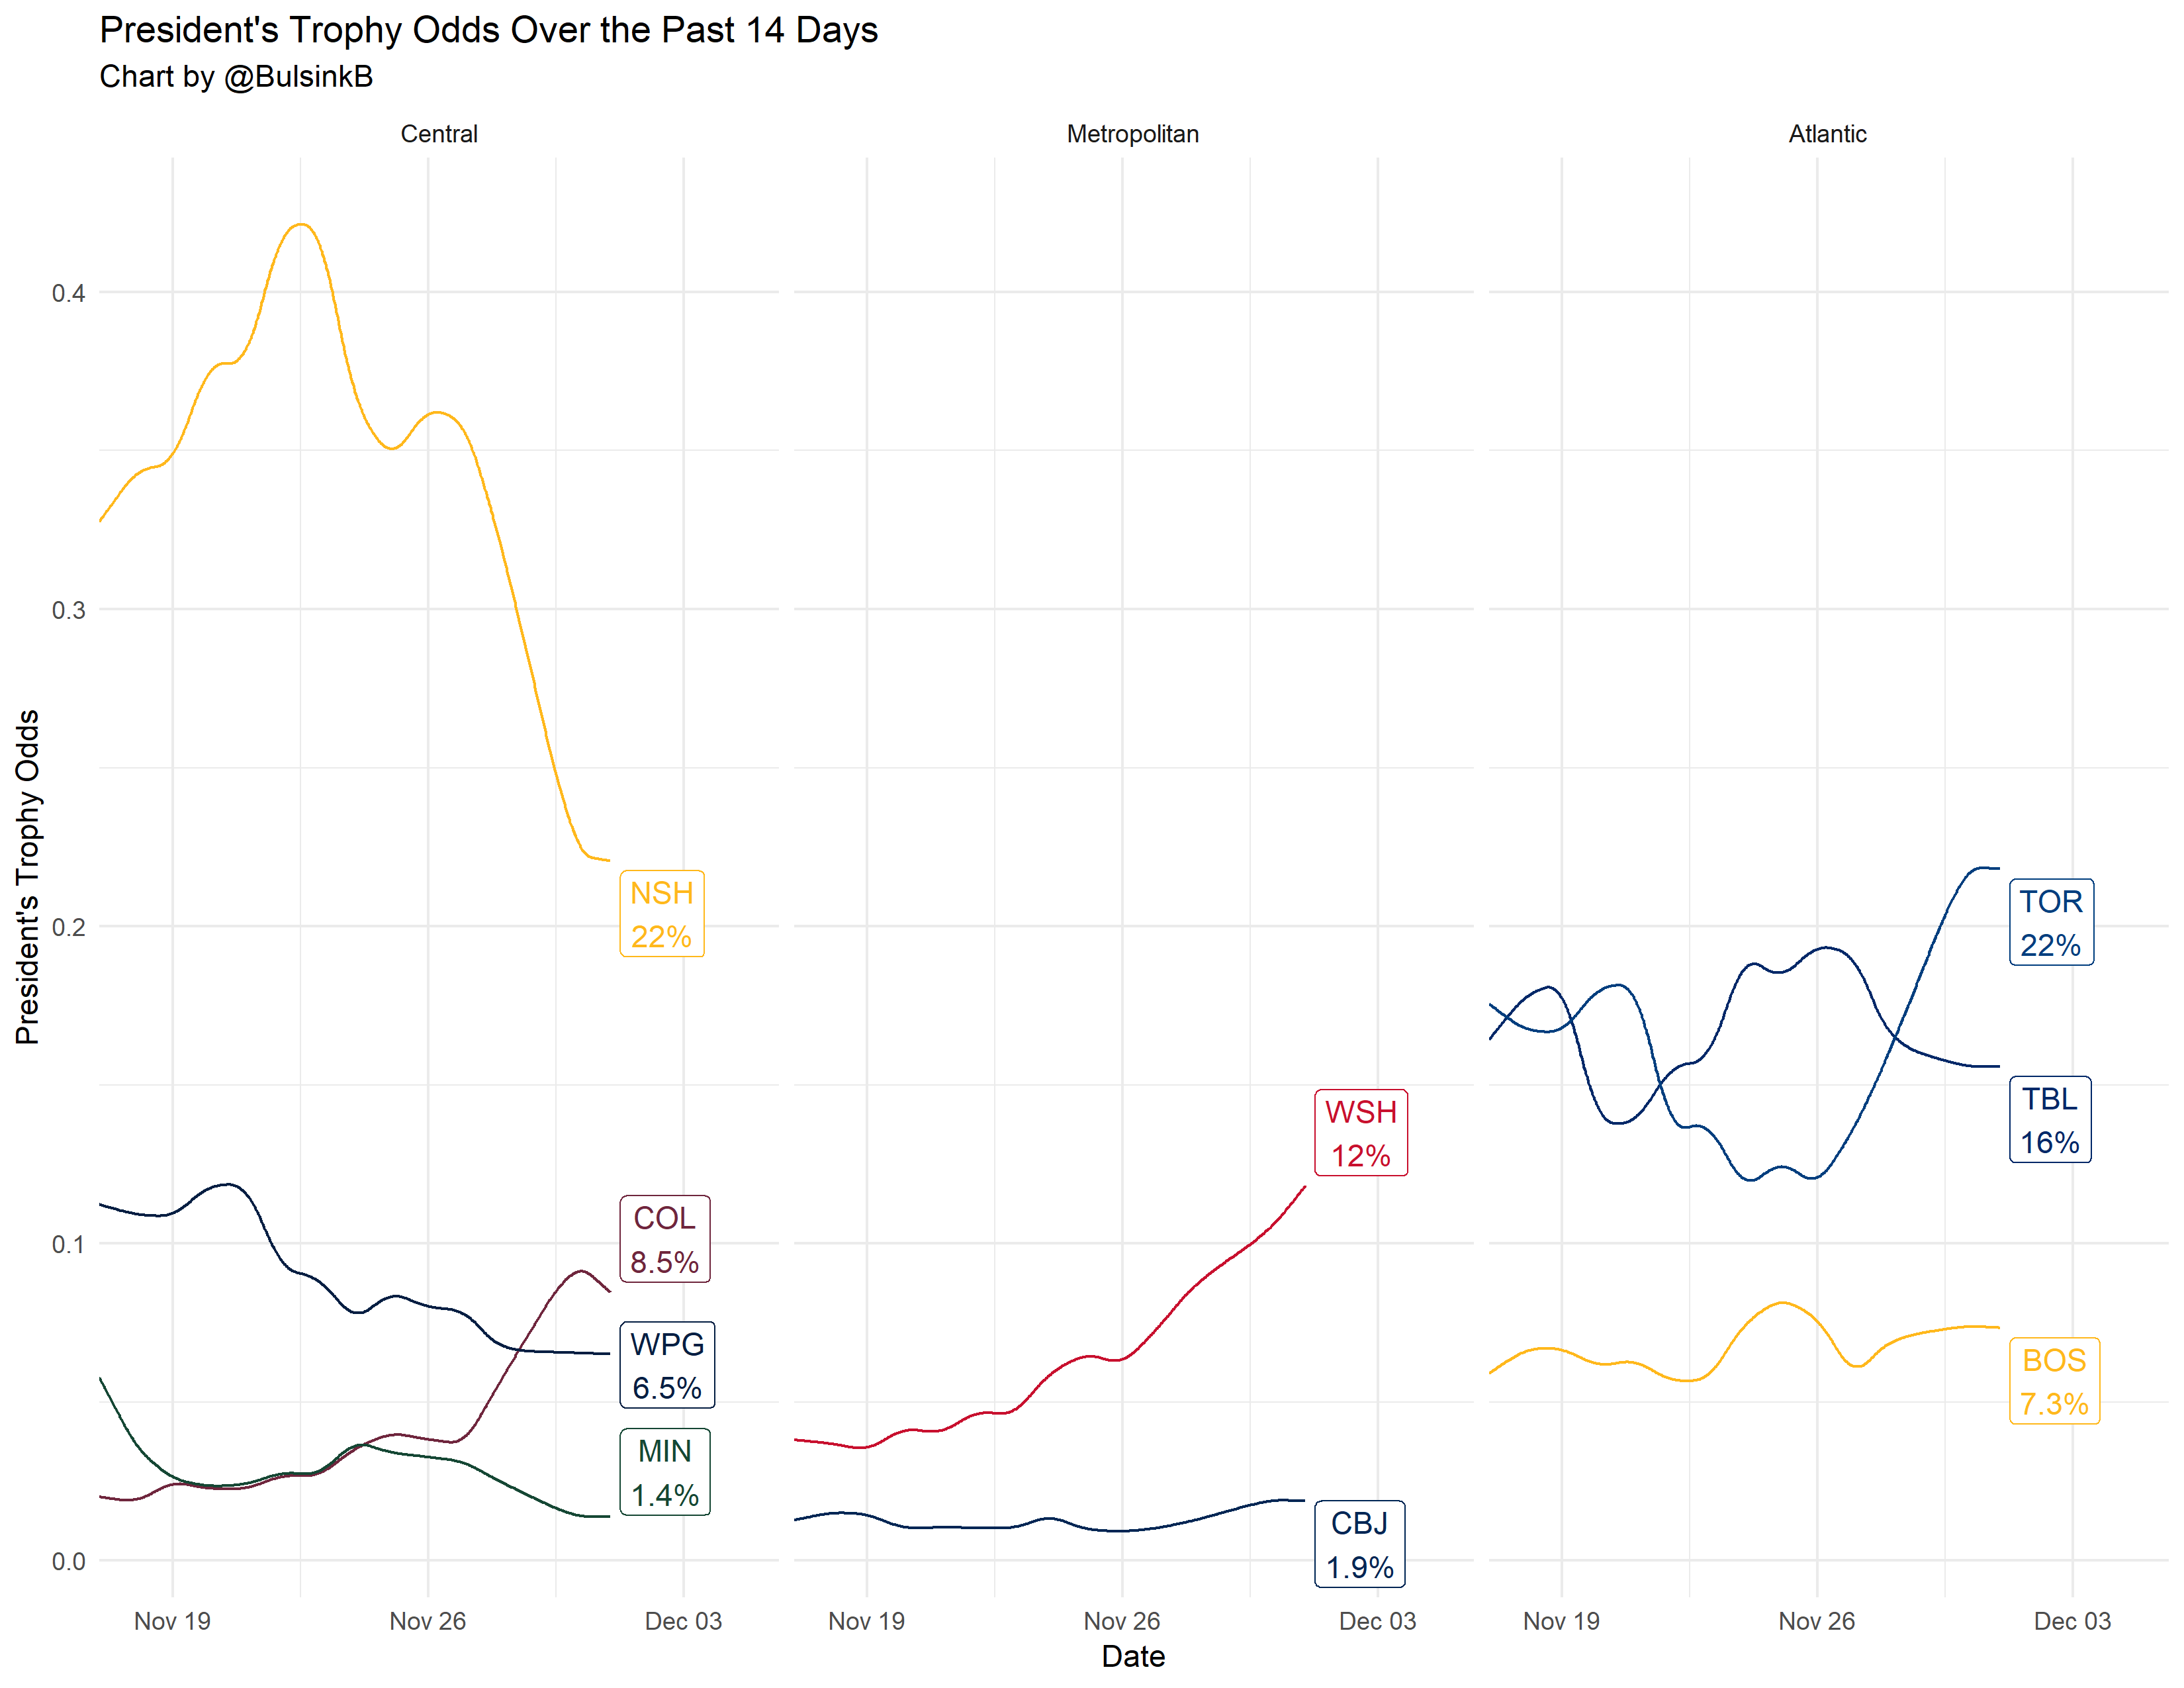 President's Trophy Odds Over the Past 14 Days
Chart by @BulsinkB
Central
Metropolitan
Atlantic
President's Trophy Odds
0.4
0.3
0.2
0.1
0.0
NSH
22%
COL
8.5%
WPG
6.5%
MIN
1.4%
WSH
12%
CBJ
1.9%
TOR
22%
TBL
16%
BOS
7.3%
Nov 19
Nov 26
Dec 03
Nov 19
Nov 26
Dec 03
Nov 19
Nov 26
Dec 03
Date